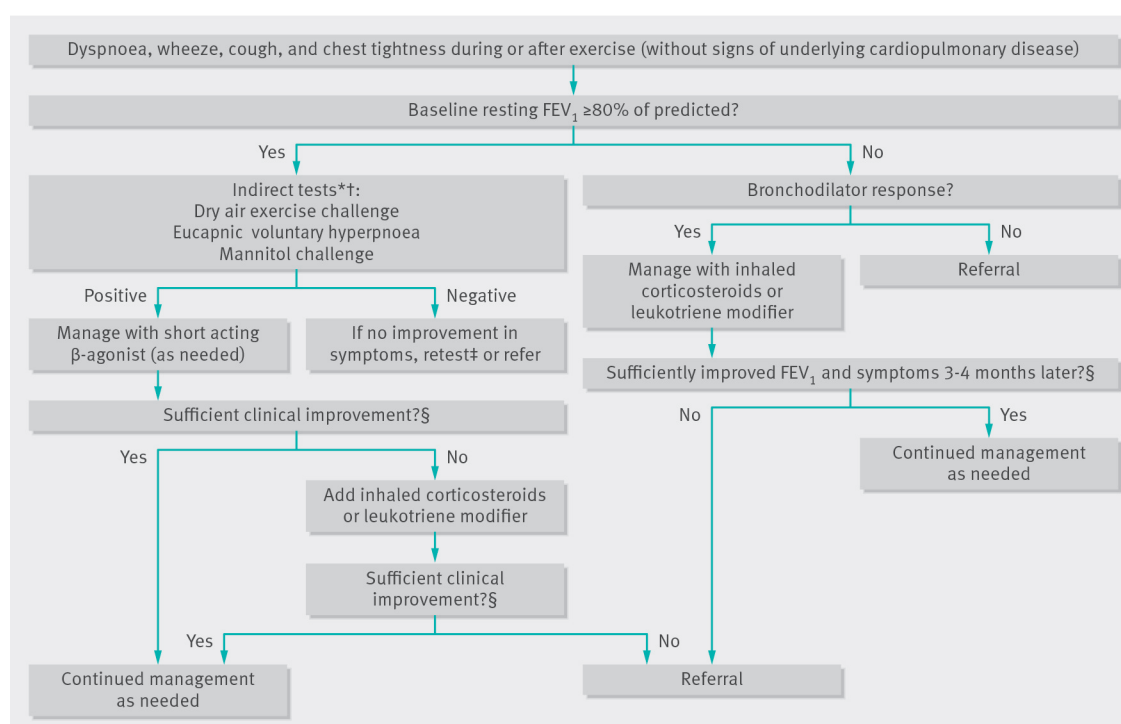 Dyspnoea, wheeze, cough, and chest tightness during or after exercise (without signs of underlying cardiopulmonary disease)
Baseline resting FEV₁ ≥80% of predicted?
Yes
No
Indirect tests*†:
Dry air exercise challenge
Eucapnic voluntary hyperpnoea
Mannitol challenge
Bronchodilator response?
Yes
No
Manage with inhaled
corticosteroids or
leukotriene modifier
Referral
Positive
Negative
Manage with short acting
β-agonist (as needed)
If no improvement in
symptoms, retest‡ or refer
Sufficiently improved FEV₁ and symptoms 3-4 months later?§
Sufficient clinical improvement?§
No
Yes
Continued management
as needed
Yes
No
Add inhaled corticosteroids
or leukotriene modifier
Sufficient clinical
improvement?§
Yes
No
Continued management
as needed
Referral